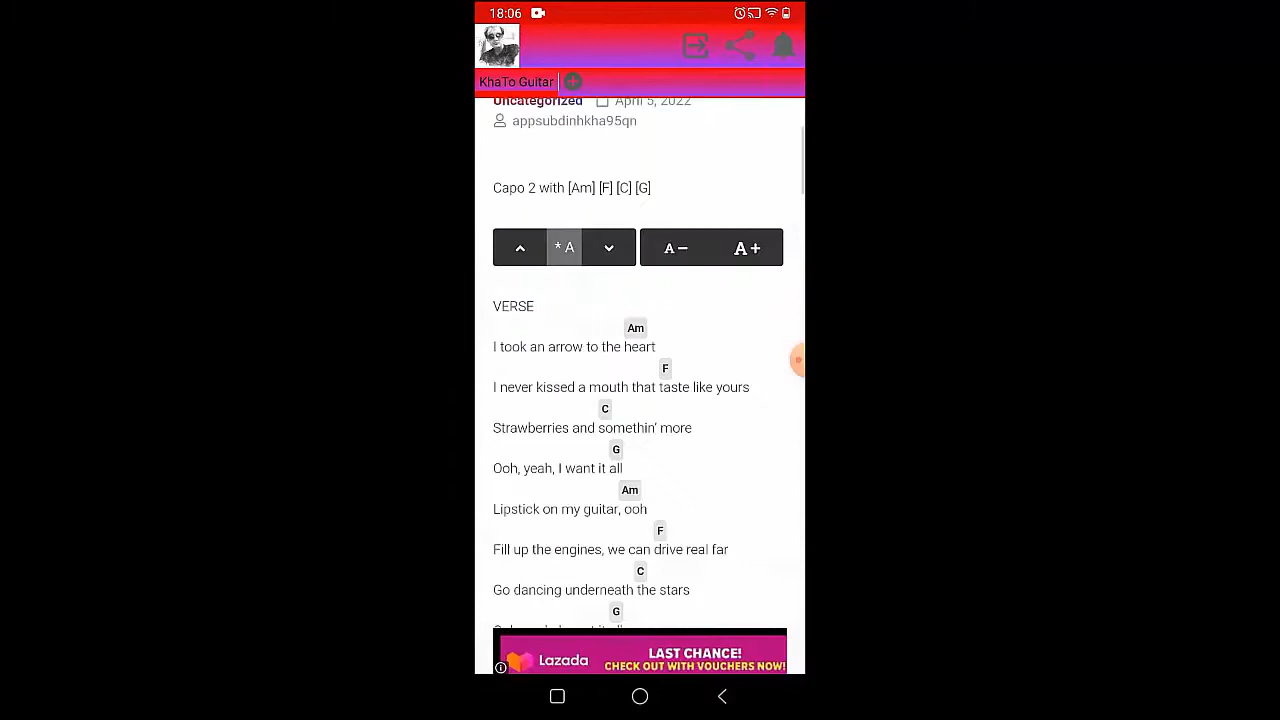 18:06
KhaTo Guitar
Uncategorized April 5, 2022
appsubdinhkha95qn
Capo 2 with [Am] [F] [C] [G]
* A A− A+
VERSE
Am
I took an arrow to the heart
F
I never kissed a mouth that taste like yours
C
Strawberries and somethin' more
G
Ooh, yeah, I want it all
Am
Lipstick on my guitar, ooh
F
Fill up the engines, we can drive real far
C
Go dancing underneath the stars
G
Lazada
LAST CHANCE!
CHECK OUT WITH VOUCHERS NOW!